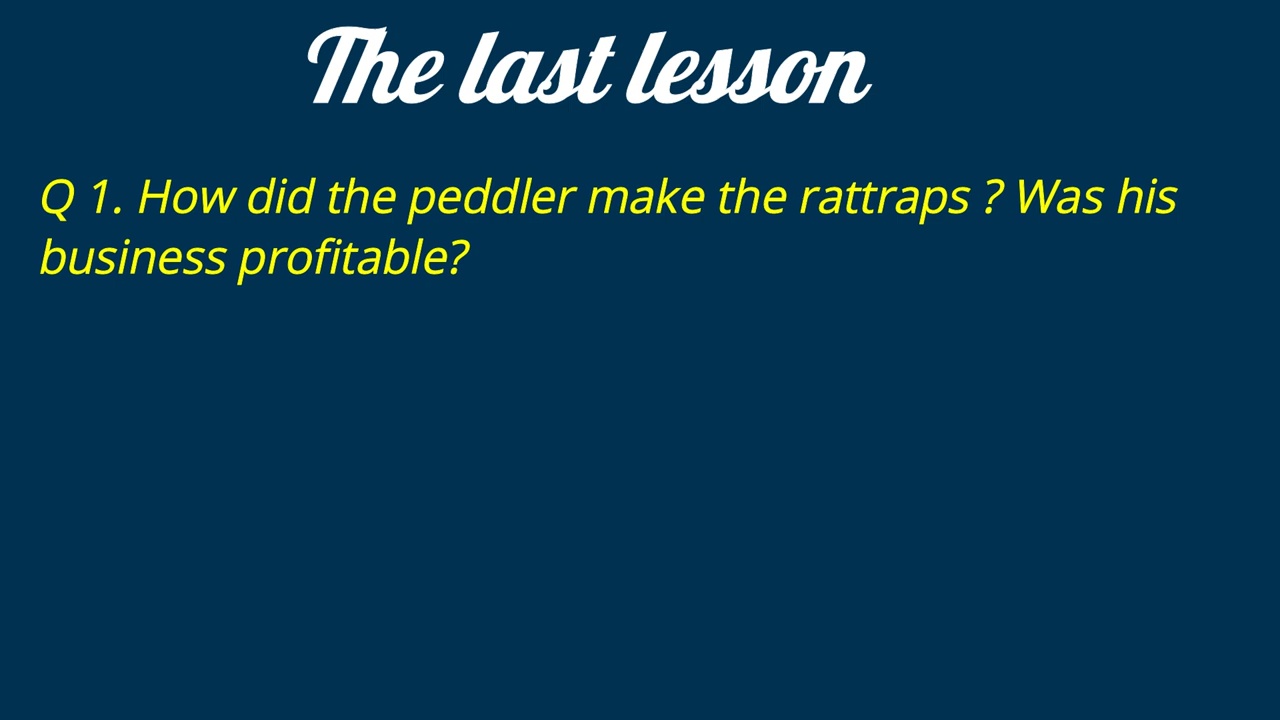 The last lesson
Q 1. How did the peddler make the rattraps ? Was his
business profitable?